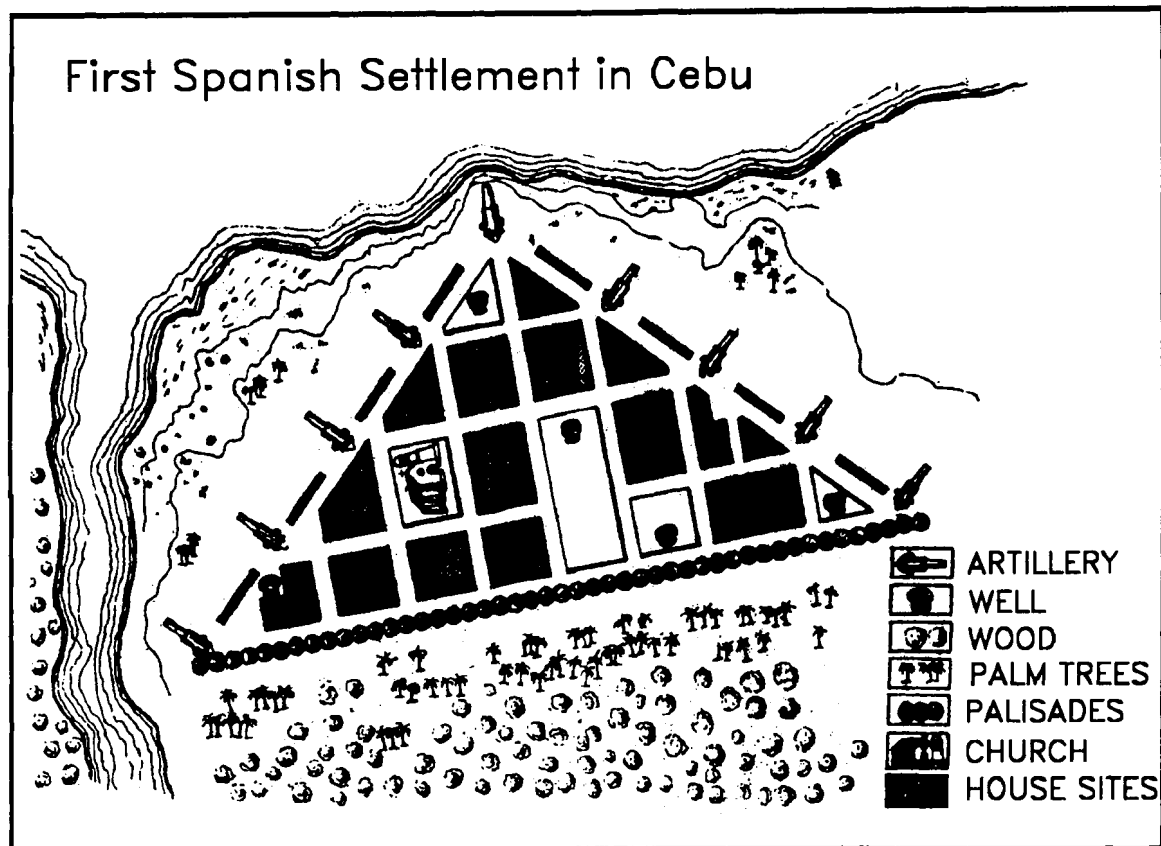 First Spanish Settlement in Cebu
ARTILLERY
WELL
WOOD
PALM TREES
PALISADES
CHURCH
HOUSE SITES